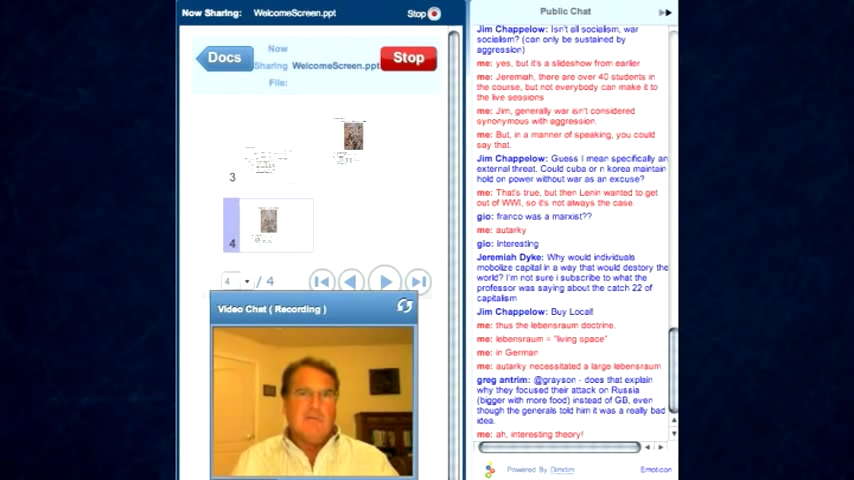 Now Sharing: WelcomeScreen.ppt Stop
Docs
Now
Sharing WelcomeScreen.ppt
File:
Stop
3
4
4 / 4
Video Chat ( Recording )
Public Chat
Jim Chappelow: Isn't all socialism, war
socialism? (can only be sustained by
aggression)
me: yes, but it's a slideshow from earlier
me: Jeremiah, there are over 40 students in
the course, but not everybody can make it to
the live sessions
me: Jim, generally war isn't considered
synonymous with aggression.
me: But, in a manner of speaking, you could
say that.
Jim Chappelow: Guess I mean specifically an
external threat. Could cuba or n korea maintain
hold on power without war as an excuse?
me: That's true, but then Lenin wanted to get
out of WWI, so it's not always the case.
gio: franco was a marxist??
me: autarky
gio: Interesting
Jeremiah Dyke: Why would individuals
mobolize capital in a way that would destory the
world? I'm not sure i subscribe to what the
professor was saying about the catch 22 of
capitalism
Jim Chappelow: Buy Local!
me: thus the lebensraum doctrine.
me: lebensraum = "living space"
me: in German
me: autarky necessitated a large lebensraum
greg antrim: @grayson - does that explain
why they focused their attack on Russia
(bigger with more food) instead of GB, even
though the generals told him it was a really bad
idea.
me: ah, interesting theory!
Powered By Dimdim Emoticon